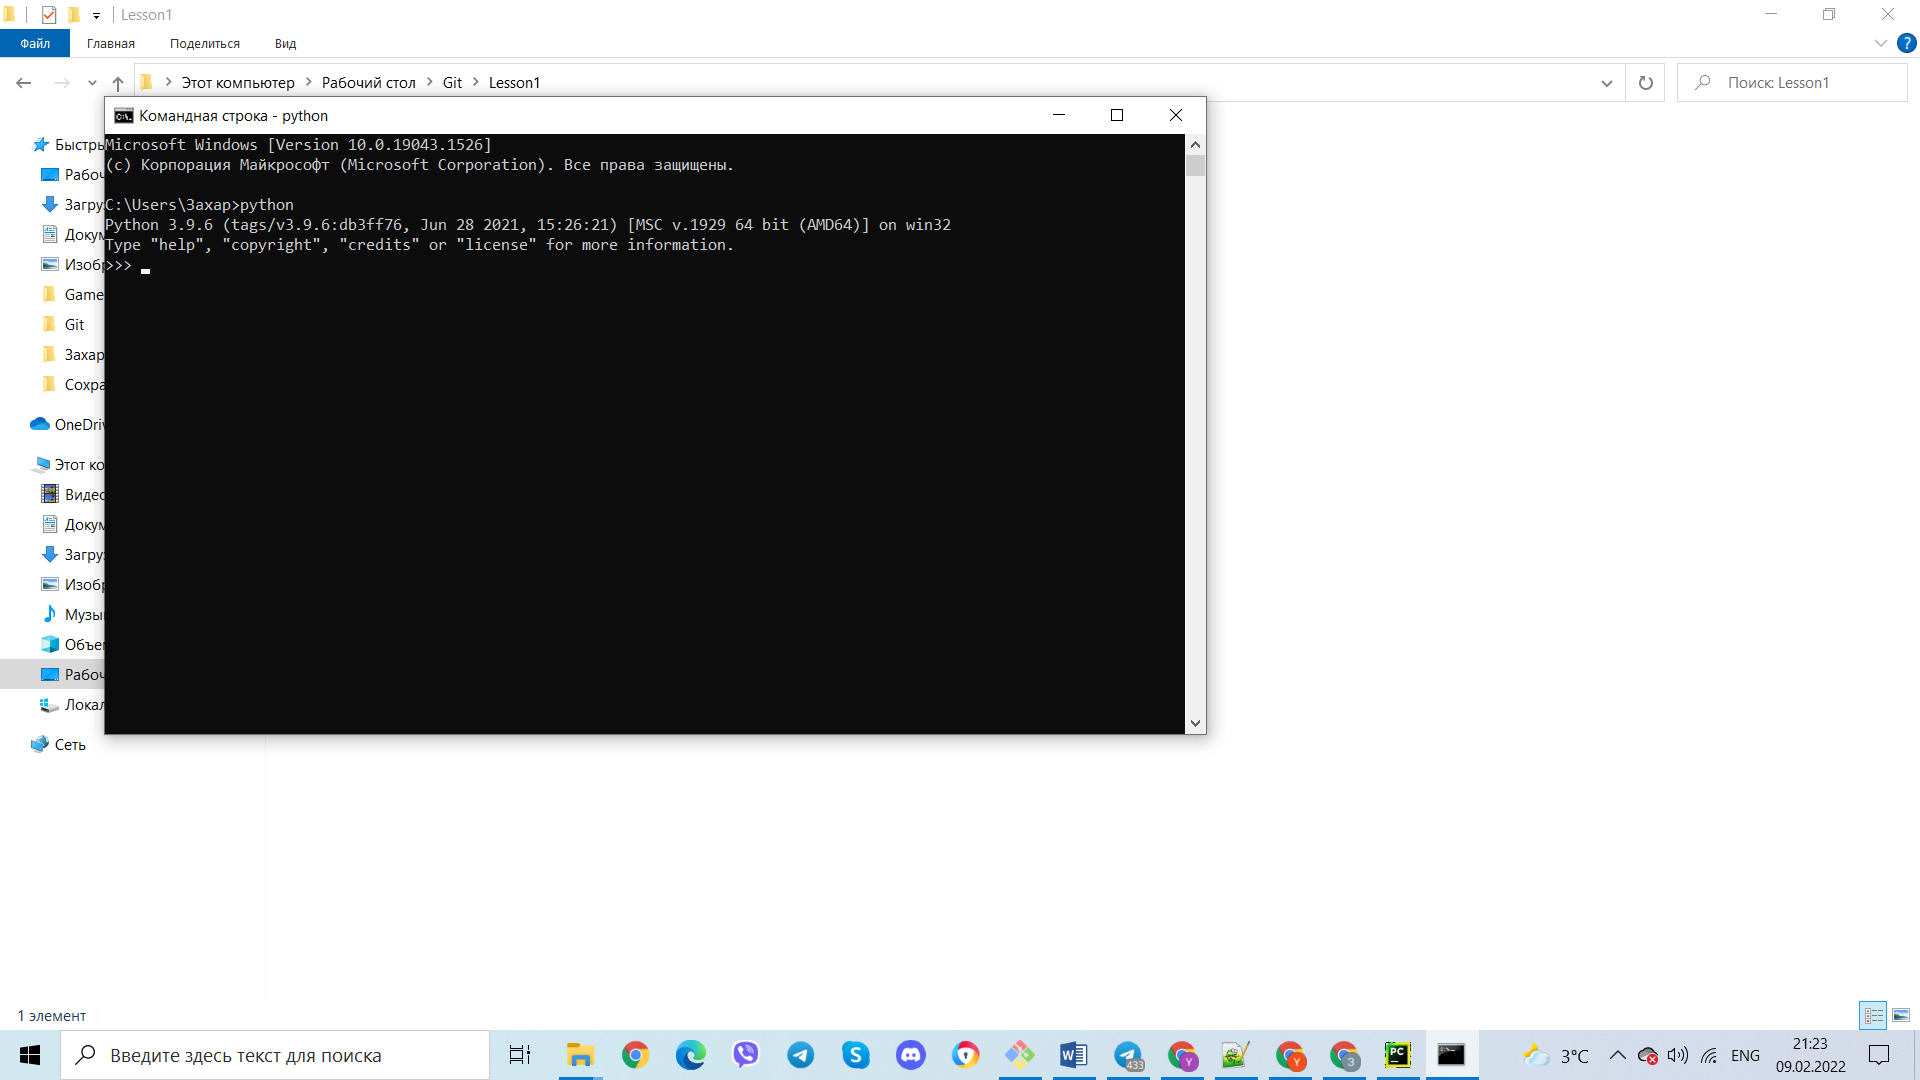 Lesson1
Файл Главная Поделиться Вид
Этот компьютер Рабочий стол Git Lesson1
Поиск: Lesson1
Командная строка - python
Microsoft Windows [Version 10.0.19043.1526]
(c) Корпорация Майкрософт (Microsoft Corporation). Все права защищены.
C:\Users\Захар>python
Python 3.9.6 (tags/v3.9.6:db3ff76, Jun 28 2021, 15:26:21) [MSC v.1929 64 bit (AMD64)] on win32
Type "help", "copyright", "credits" or "license" for more information.
>>>
Быстры
Рабоч
Загру
Докум
Изобр
Game
Git
Захар
Сохра
OneDriv
Этот ко
Видео
Докум
Загруз
Изобр
Музы
Объем
Рабоч
Локал
Сеть
1 элемент
Введите здесь текст для поиска
433
3°C
ENG
21:23
09.02.2022